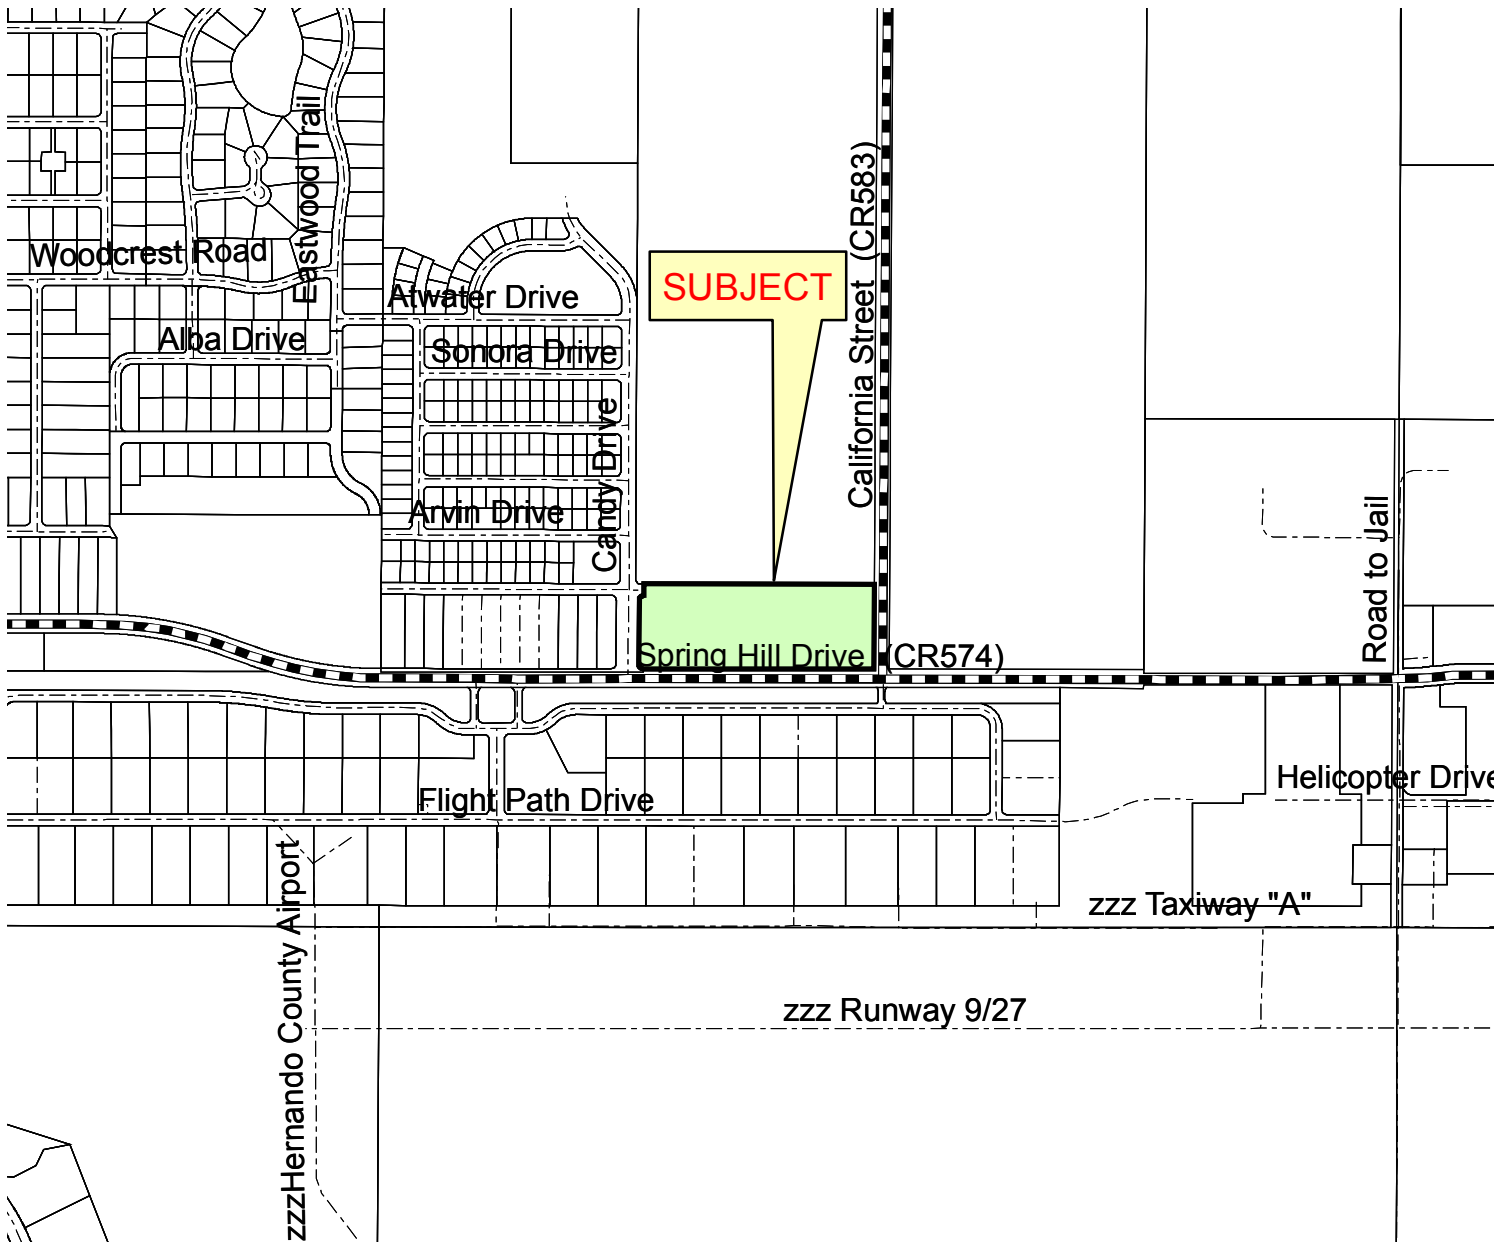 Eastwood Trail
Woodcrest Road
Alba Drive
Atwater Drive
Sonora Drive
Arvin Drive
Candy Drive
SUBJECT
California Street (CR583)
Spring Hill Drive (CR574)
Road to Jail
Helicopter Drive
Flight Path Drive
zzz Taxiway "A"
zzz Runway 9/27
zzzHernando County Airport